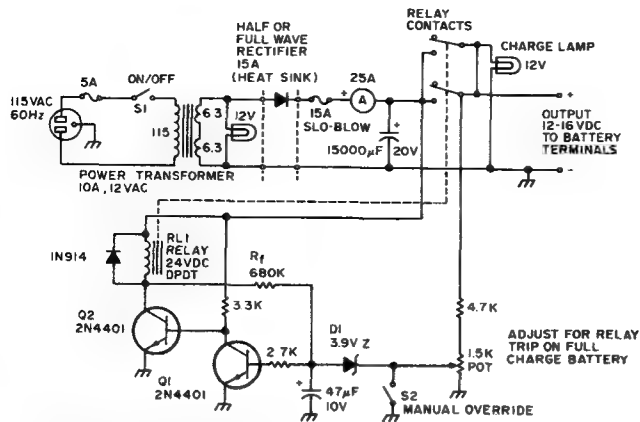 HALF OR
FULL WAVE
RECTIFIER
15A
(HEAT SINK)
RELAY
CONTACTS
CHARGE LAMP
12V
5A
ON/OFF
S1
115VAC
60Hz
115
6.3
6.3
12V
+
25A
A
15A
SLO-BLOW
+
15000µF
20V
+
OUTPUT
12-16 VDC
TO BATTERY
TERMINALS
-
POWER TRANSFORMER
10A, 12VAC
1N914
RL1
RELAY
24VDC
DPDT
Rf
680K
3.3K
4.7K
Q2
2N4401
Q1
2N4401
2.7K
D1
3.9V Z
1.5K
POT
ADJUST FOR RELAY
TRIP ON FULL
CHARGE BATTERY
+
47µF
10V
S2
MANUAL OVERRIDE